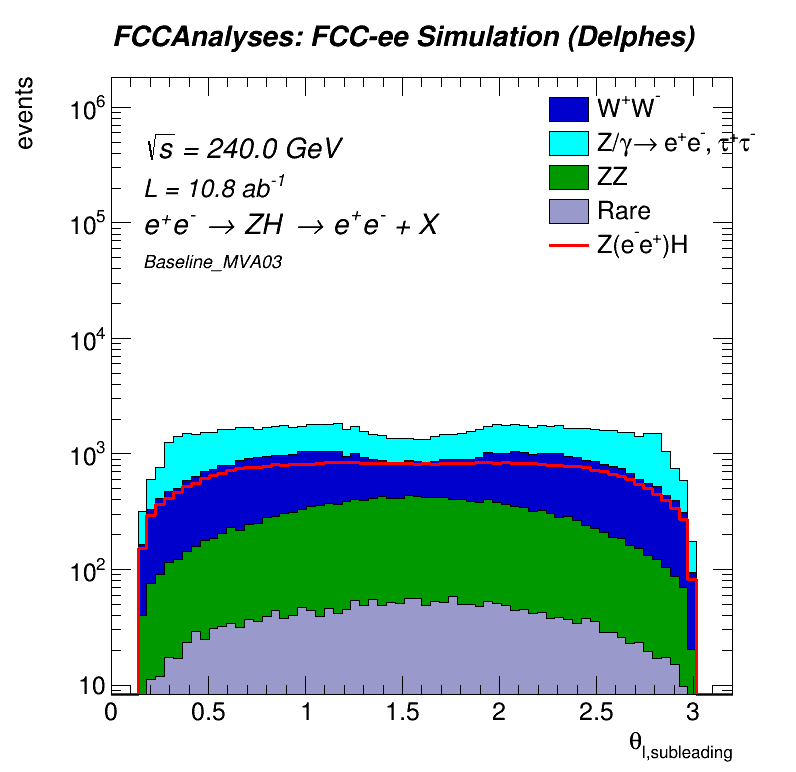 FCCAnalyses: FCC-ee Simulation (Delphes)
events
10⁶
10⁵
10⁴
10³
10²
10
√s = 240.0 GeV
L = 10.8 ab⁻¹
e⁺e⁻ → ZH → e⁺e⁻ + X
Baseline_MVA03
W⁺W⁻
Z/γ→ e⁺e⁻, τ⁺τ⁻
ZZ
Rare
Z(e⁻e⁺)H
0 0.5 1 1.5 2 2.5 3
θ_l,subleading